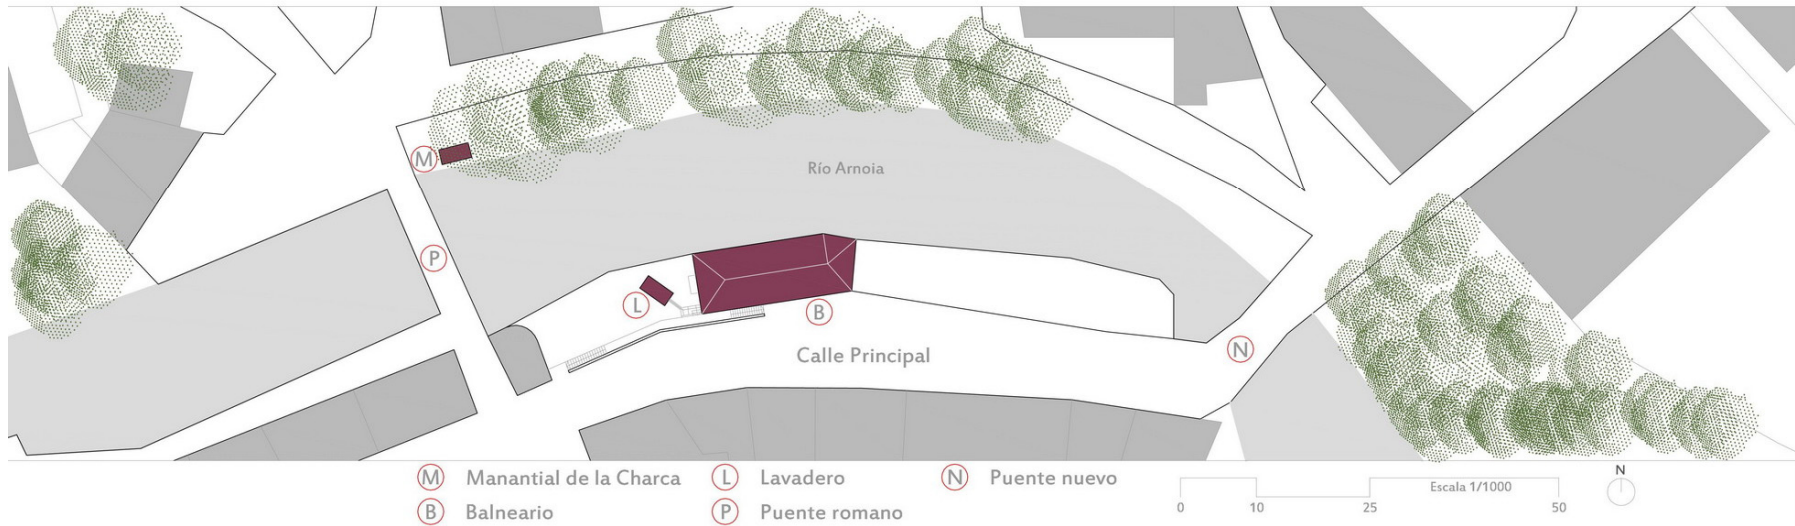 M
Río Arnoia
P
L
B
Calle Principal
N
M Manantial de la Charca
L Lavadero
N Puente nuevo
B Balneario
P Puente romano
Escala 1/1000
0 10 25 50
N